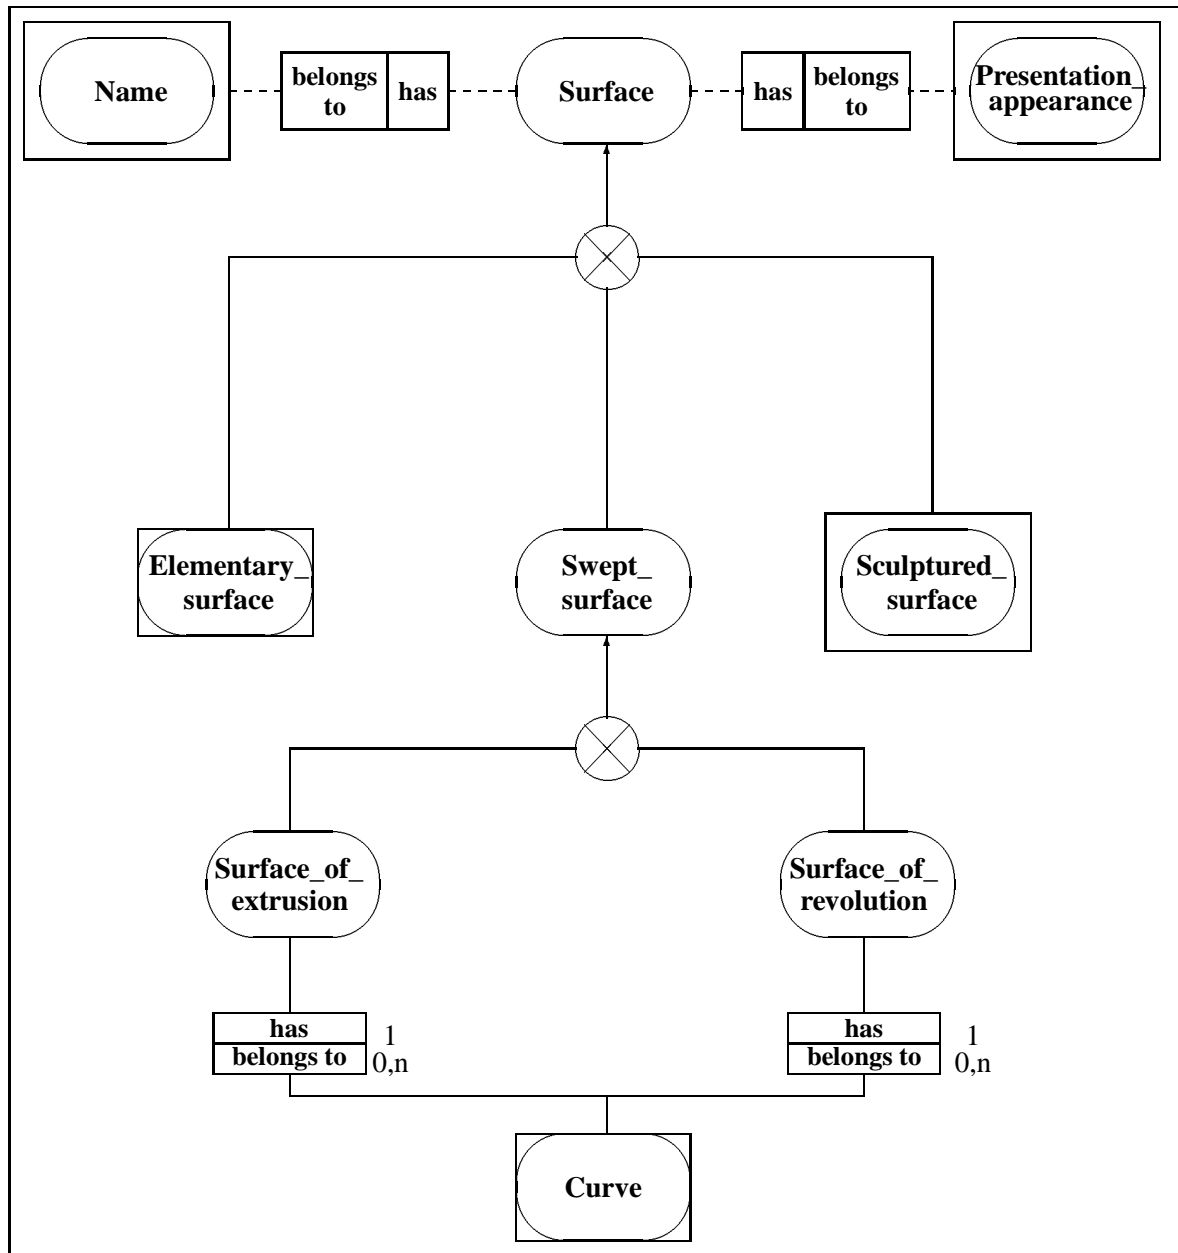 Name
belongs
to
has
Surface
has
belongs
to
Presentation_
appearance
Elementary_
surface
Swept_
surface
Sculptured_
surface
Surface_of_
extrusion
Surface_of_
revolution
has
1
belongs to
0,n
has
1
belongs to
0,n
Curve